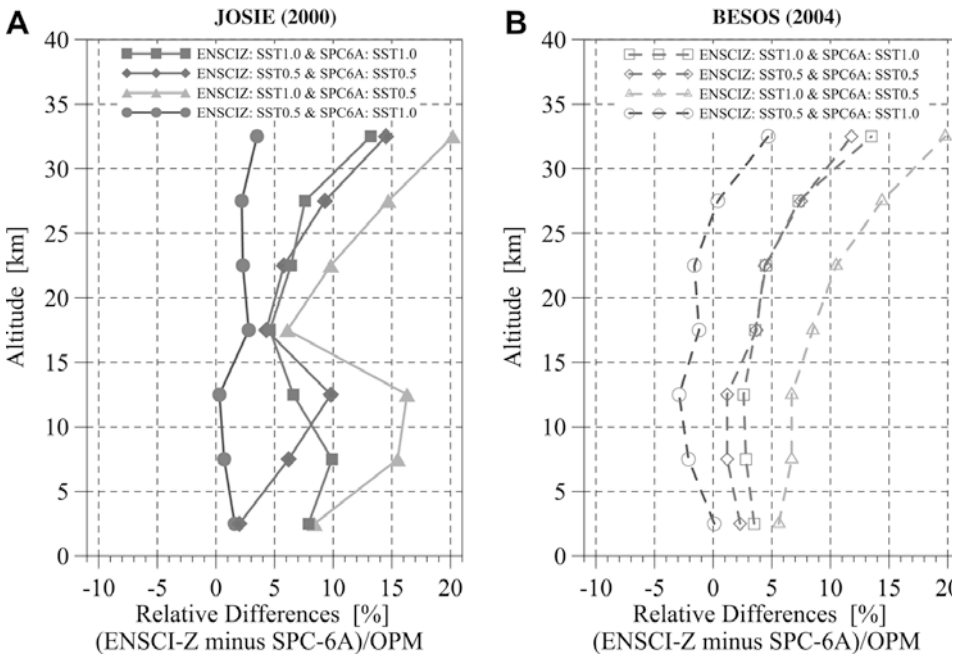 A
JOSIE (2000)
ENSCIZ: SST1.0 & SPC6A: SST1.0
ENSCIZ: SST0.5 & SPC6A: SST0.5
ENSCIZ: SST1.0 & SPC6A: SST0.5
ENSCIZ: SST0.5 & SPC6A: SST1.0
Altitude [km]
40
35
30
25
20
15
10
5
0
-10 -5 0 5 10 15 20
Relative Differences [%]
(ENSCI-Z minus SPC-6A)/OPM
B
BESOS (2004)
ENSCIZ: SST1.0 & SPC6A: SST1.0
ENSCIZ: SST0.5 & SPC6A: SST0.5
ENSCIZ: SST1.0 & SPC6A: SST0.5
ENSCIZ: SST0.5 & SPC6A: SST1.0
Altitude [km]
40
35
30
25
20
15
10
5
0
-10 -5 0 5 10 15 20
Relative Differences [%]
(ENSCI-Z minus SPC-6A)/OPM